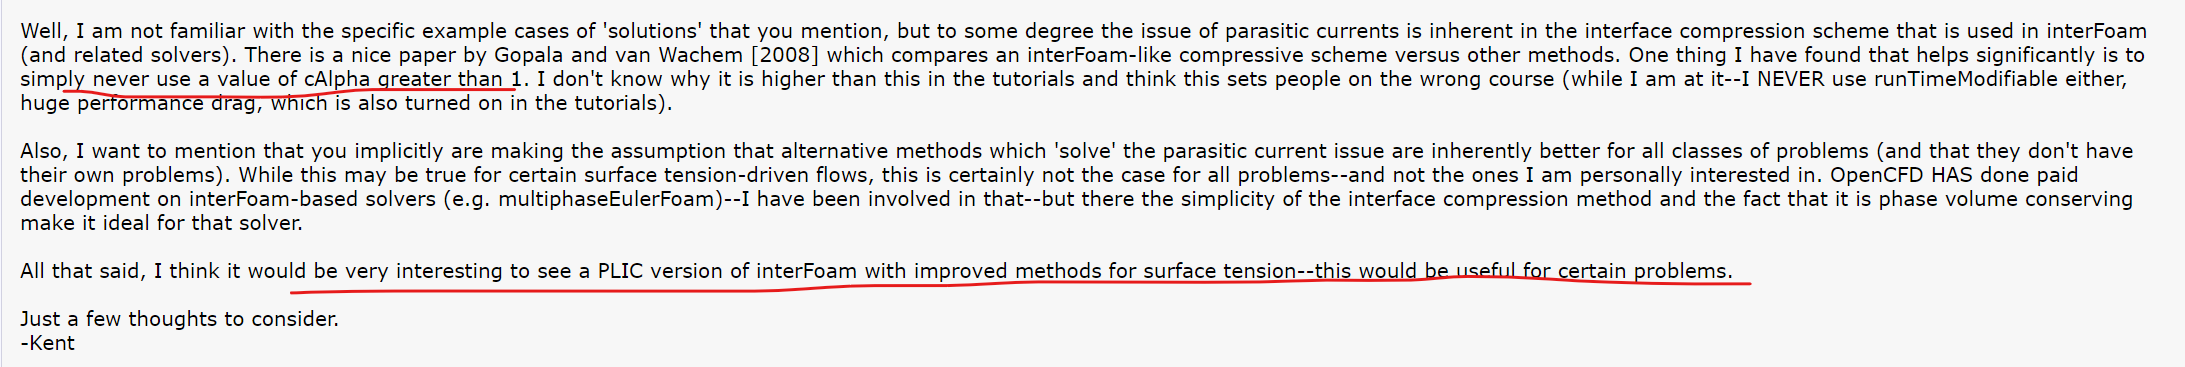 Well, I am not familiar with the specific example cases of 'solutions' that you mention, but to some degree the issue of parasitic currents is inherent in the interface compression scheme that is used in interFoam
(and related solvers). There is a nice paper by Gopala and van Wachem [2008] which compares an interFoam-like compressive scheme versus other methods. One thing I have found that helps significantly is to
simply never use a value of cAlpha greater than 1. I don't know why it is higher than this in the tutorials and think this sets people on the wrong course (while I am at it--I NEVER use runTimeModifiable either,
huge performance drag, which is also turned on in the tutorials).
Also, I want to mention that you implicitly are making the assumption that alternative methods which 'solve' the parasitic current issue are inherently better for all classes of problems (and that they don't have
their own problems). While this may be true for certain surface tension-driven flows, this is certainly not the case for all problems--and not the ones I am personally interested in. OpenCFD HAS done paid
development on interFoam-based solvers (e.g. multiphaseEulerFoam)--I have been involved in that--but there the simplicity of the interface compression method and the fact that it is phase volume conserving
make it ideal for that solver.
All that said, I think it would be very interesting to see a PLIC version of interFoam with improved methods for surface tension--this would be useful for certain problems.
Just a few thoughts to consider.
-Kent